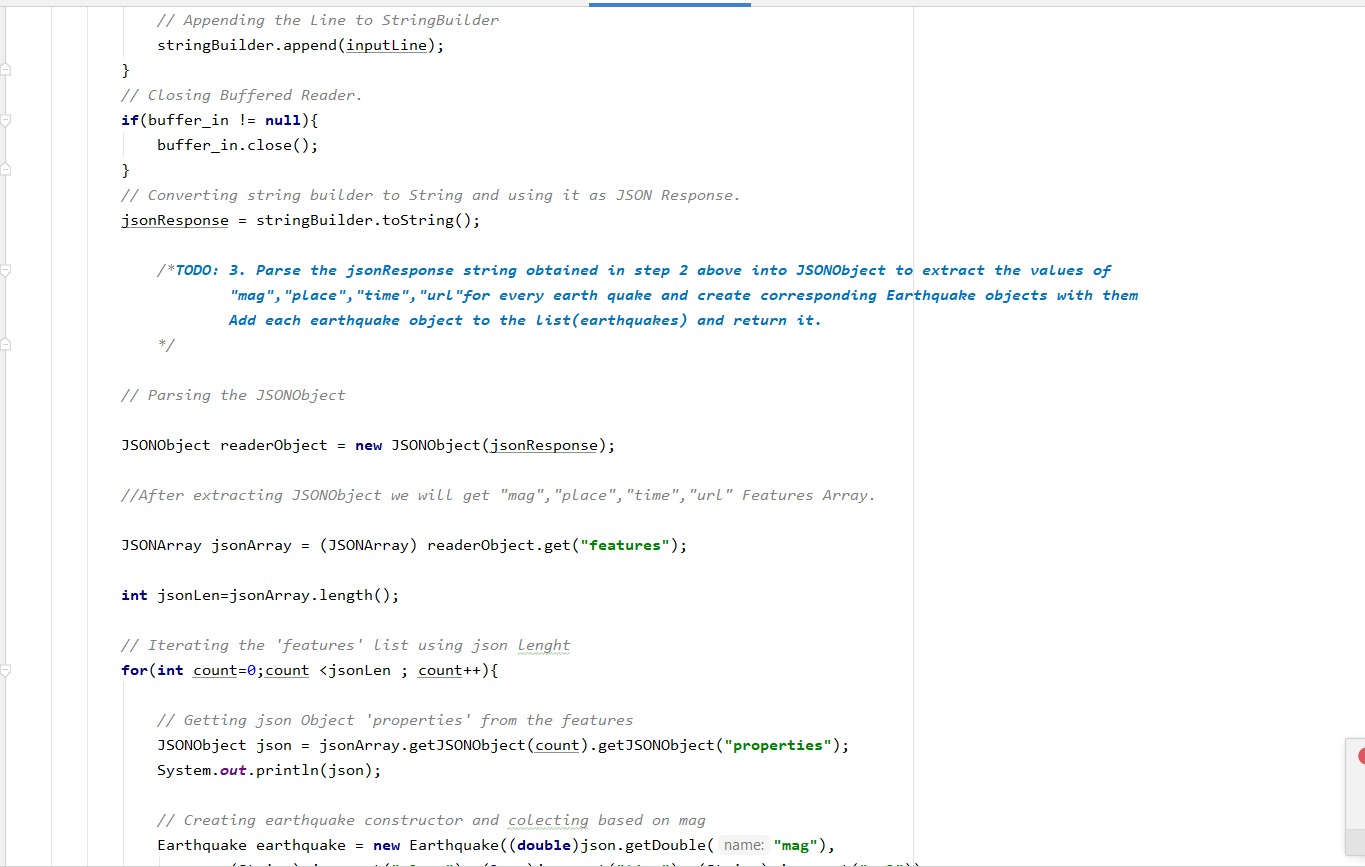 // Appending the Line to StringBuilder
stringBuilder.append(inputLine);
}
// Closing Buffered Reader.
if(buffer_in != null){
buffer_in.close();
}
// Converting string builder to String and using it as JSON Response.
jsonResponse = stringBuilder.toString();
/*TODO: 3. Parse the jsonResponse string obtained in step 2 above into JSONObject to extract the values of
"mag","place","time","url"for every earth quake and create corresponding Earthquake objects with them
Add each earthquake object to the list(earthquakes) and return it.
*/
// Parsing the JSONObject
JSONObject readerObject = new JSONObject(jsonResponse);
//After extracting JSONObject we will get "mag","place","time","url" Features Array.
JSONArray jsonArray = (JSONArray) readerObject.get("features");
int jsonLen=jsonArray.length();
// Iterating the 'features' list using json lenght
for(int count=0;count <jsonLen ; count++){
// Getting json Object 'properties' from the features
JSONObject json = jsonArray.getJSONObject(count).getJSONObject("properties");
System.out.println(json);
// Creating earthquake constructor and colecting based on mag
Earthquake earthquake = new Earthquake((double)json.getDouble( name: "mag"),